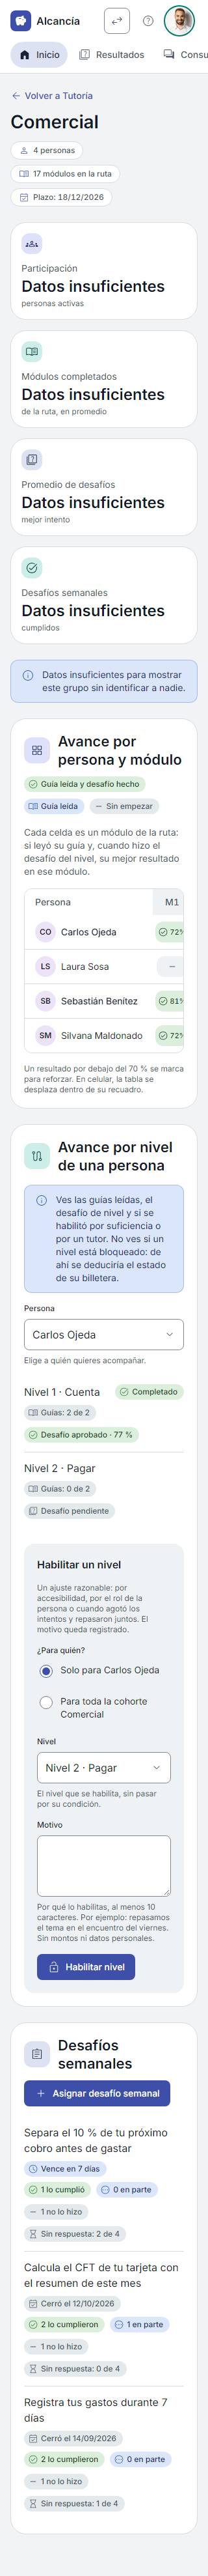 Alcancía
Inicio
Resultados
Consu
Volver a Tutoría
Comercial
4 personas
17 módulos en la ruta
Plazo: 18/12/2026
Participación
Datos insuficientes
personas activas
Módulos completados
Datos insuficientes
de la ruta, en promedio
Promedio de desafíos
Datos insuficientes
mejor intento
Desafíos semanales
Datos insuficientes
cumplidos
Datos insuficientes para mostrar
este grupo sin identificar a nadie.
Avance por
persona y módulo
Guía leída y desafío hecho
Guía leída
Sin empezar
Cada celda es un módulo de la ruta:
si leyó su guía y, cuando hizo el
desafío del nivel, su mejor resultado
en ese módulo.
Persona
M1
CO Carlos Ojeda 72%
LS Laura Sosa –
SB Sebastián Benítez 81%
SM Silvana Maldonado 72%
Un resultado por debajo del 70 % se marca
para reforzar. En celular, la tabla se
desplaza dentro de su recuadro.
Avance por nivel
de una persona
Ves las guías leídas, el
desafío de nivel y si se
habilitó por suficiencia o
por un tutor. No ves si un
nivel está bloqueado: de
ahí se deduciría el estado
de su billetera.
Persona
Carlos Ojeda
Elige a quién quieres acompañar.
Nivel 1 · Cuenta
Completado
Guías: 2 de 2
Desafío aprobado · 77 %
Nivel 2 · Pagar
Guías: 0 de 2
Desafío pendiente
Habilitar un nivel
Un ajuste razonable: por
accesibilidad, por el rol de la
persona o cuando agotó los
intentos y repasaron juntos. El
motivo queda registrado.
¿Para quién?
Solo para Carlos Ojeda
Para toda la cohorte
Comercial
Nivel
Nivel 2 · Pagar
El nivel que se habilita, sin pasar
por su condición.
Motivo
Por qué lo habilitas, al menos 10
caracteres. Por ejemplo: repasamos
el tema en el encuentro del viernes.
Sin montos ni datos personales.
Habilitar nivel
Desafíos
semanales
Asignar desafío semanal
Separa el 10 % de tu próximo
cobro antes de gastar
Vence en 7 días
1 lo cumplió
0 en parte
1 no lo hizo
Sin respuesta: 2 de 4
Calcula el CFT de tu tarjeta con
el resumen de este mes
Cerró el 12/10/2026
2 lo cumplieron
1 en parte
1 no lo hizo
Sin respuesta: 0 de 4
Registra tus gastos durante 7
días
Cerró el 14/09/2026
2 lo cumplieron
0 en parte
1 no lo hizo
Sin respuesta: 1 de 4